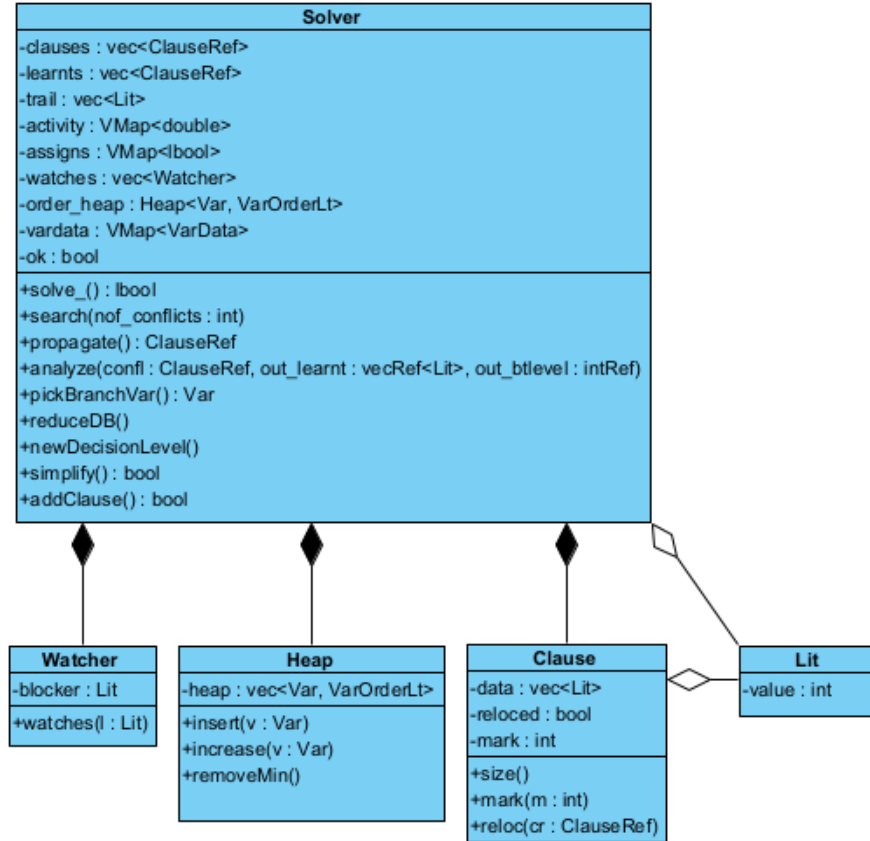 Solver
-clauses : vec<ClauseRef>
-learnts : vec<ClauseRef>
-trail : vec<Lit>
-activity : VMap<double>
-assigns : VMap<lbool>
-watches : vec<Watcher>
-order_heap : Heap<Var, VarOrderLt>
-vardata : VMap<VarData>
-ok : bool
+solve_() : lbool
+search(nof_conflicts : int)
+propagate() : ClauseRef
+analyze(confl : ClauseRef, out_learnt : vecRef<Lit>, out_btlevel : intRef)
+pickBranchVar() : Var
+reduceDB()
+newDecisionLevel()
+simplify() : bool
+addClause() : bool
Watcher
-blocker : Lit
+watches(l : Lit)
Heap
-heap : vec<Var, VarOrderLt>
+insert(v : Var)
+increase(v : Var)
+removeMin()
Clause
-data : vec<Lit>
-reloced : bool
-mark : int
+size()
+mark(m : int)
+reloc(cr : ClauseRef)
Lit
-value : int